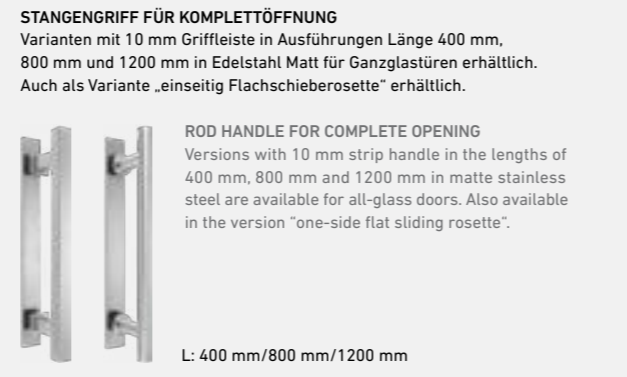 STANGENGRIFF FÜR KOMPLETTÖFFNUNG
Varianten mit 10 mm Griffleiste in Ausführungen Länge 400 mm,
800 mm und 1200 mm in Edelstahl Matt für Ganzglastüren erhältlich.
Auch als Variante „einseitig Flachschieberosette“ erhältlich.
ROD HANDLE FOR COMPLETE OPENING
Versions with 10 mm strip handle in the lengths of
400 mm, 800 mm and 1200 mm in matte stainless
steel are available for all-glass doors. Also available
in the version “one-side flat sliding rosette“.
L: 400 mm/800 mm/1200 mm